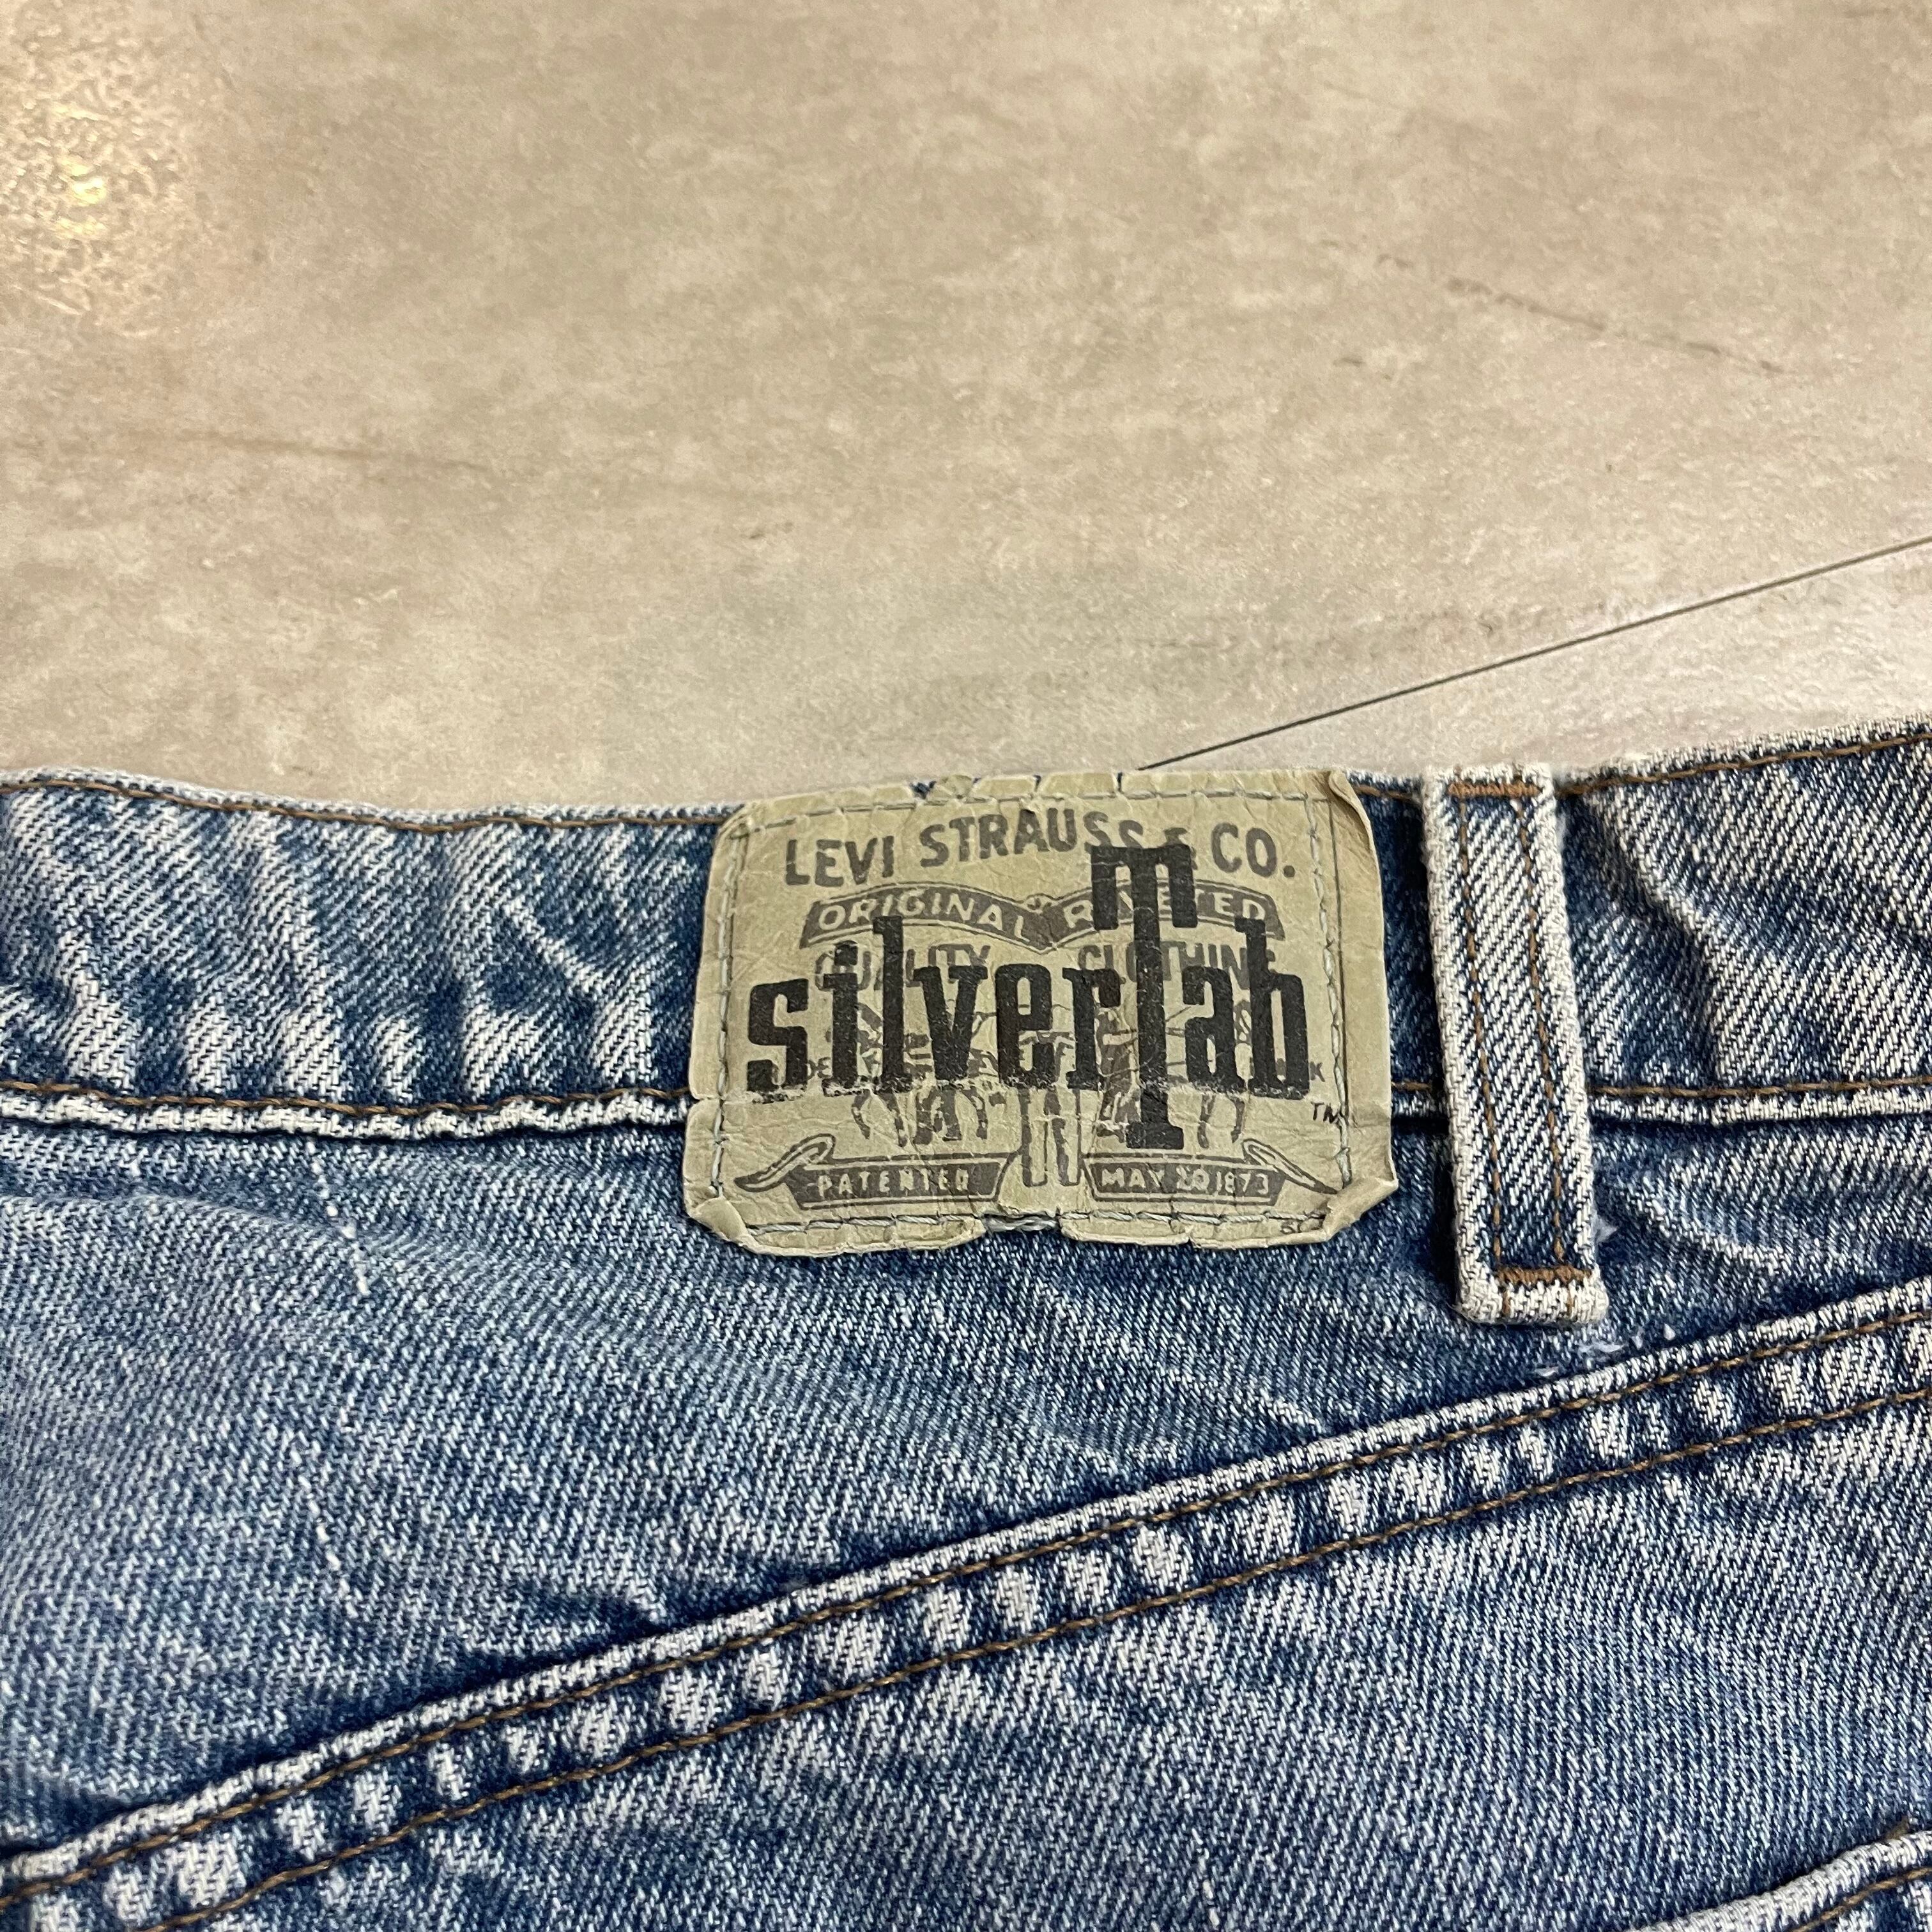 LEVI STRAUSS & CO.
ORIGINAL RIVETED
QUALITY CLOTHING
silverTab
TM
PATENTED MAY 20 1873